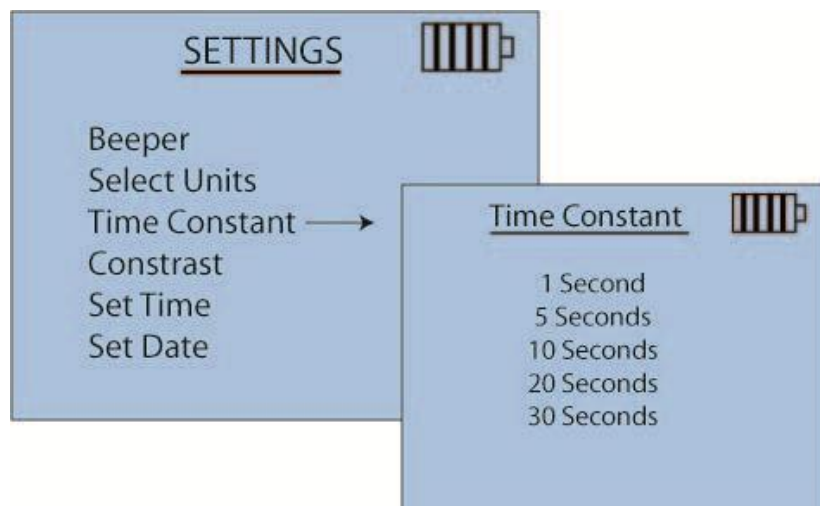 SETTINGS
Beeper
Select Units
Time Constant
Constrast
Set Time
Set Date
Time Constant
1 Second
5 Seconds
10 Seconds
20 Seconds
30 Seconds